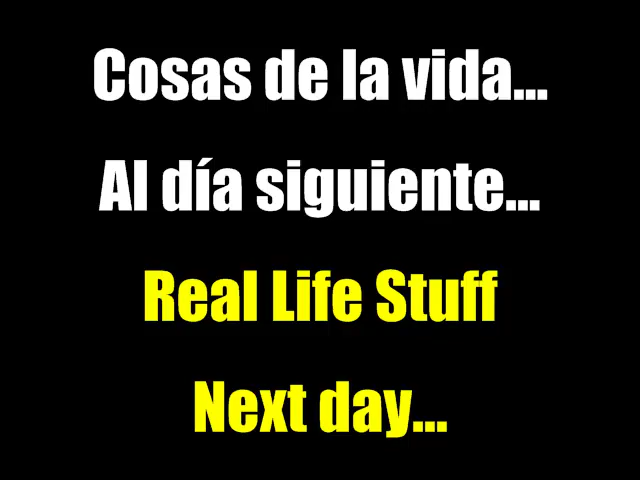 Cosas de la vida...
Al día siguiente...
Real Life Stuff
Next day...